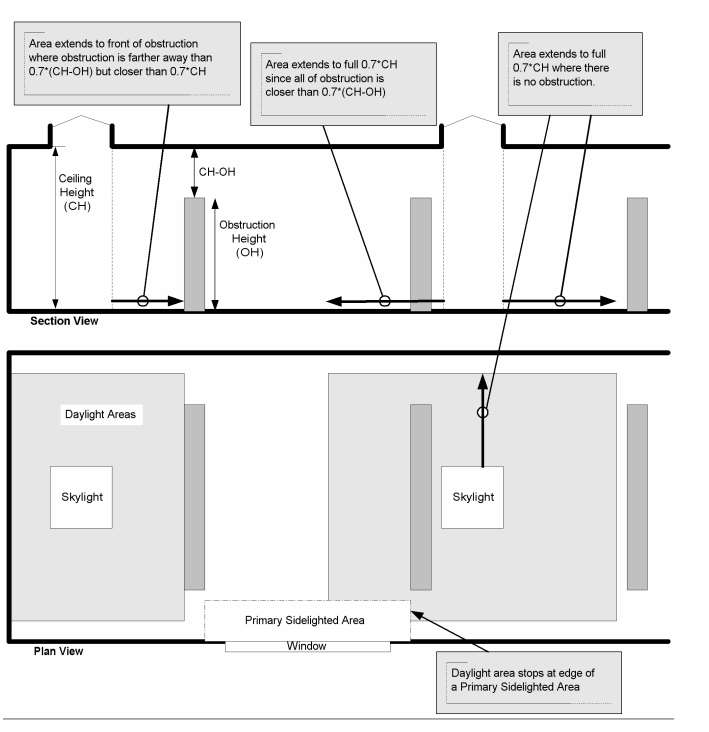 Area extends to front of obstruction
where obstruction is farther away than
0.7*(CH-OH) but closer than 0.7*CH
Area extends to full 0.7*CH
since all of obstruction is
closer than 0.7*(CH-OH)
Area extends to full
0.7*CH where there
is no obstruction.
Ceiling
Height
(CH)
CH-OH
Obstruction
Height
(OH)
Section View
Daylight Areas
Skylight
Skylight
Primary Sidelighted Area
Window
Plan View
Daylight area stops at edge of
a Primary Sidelighted Area